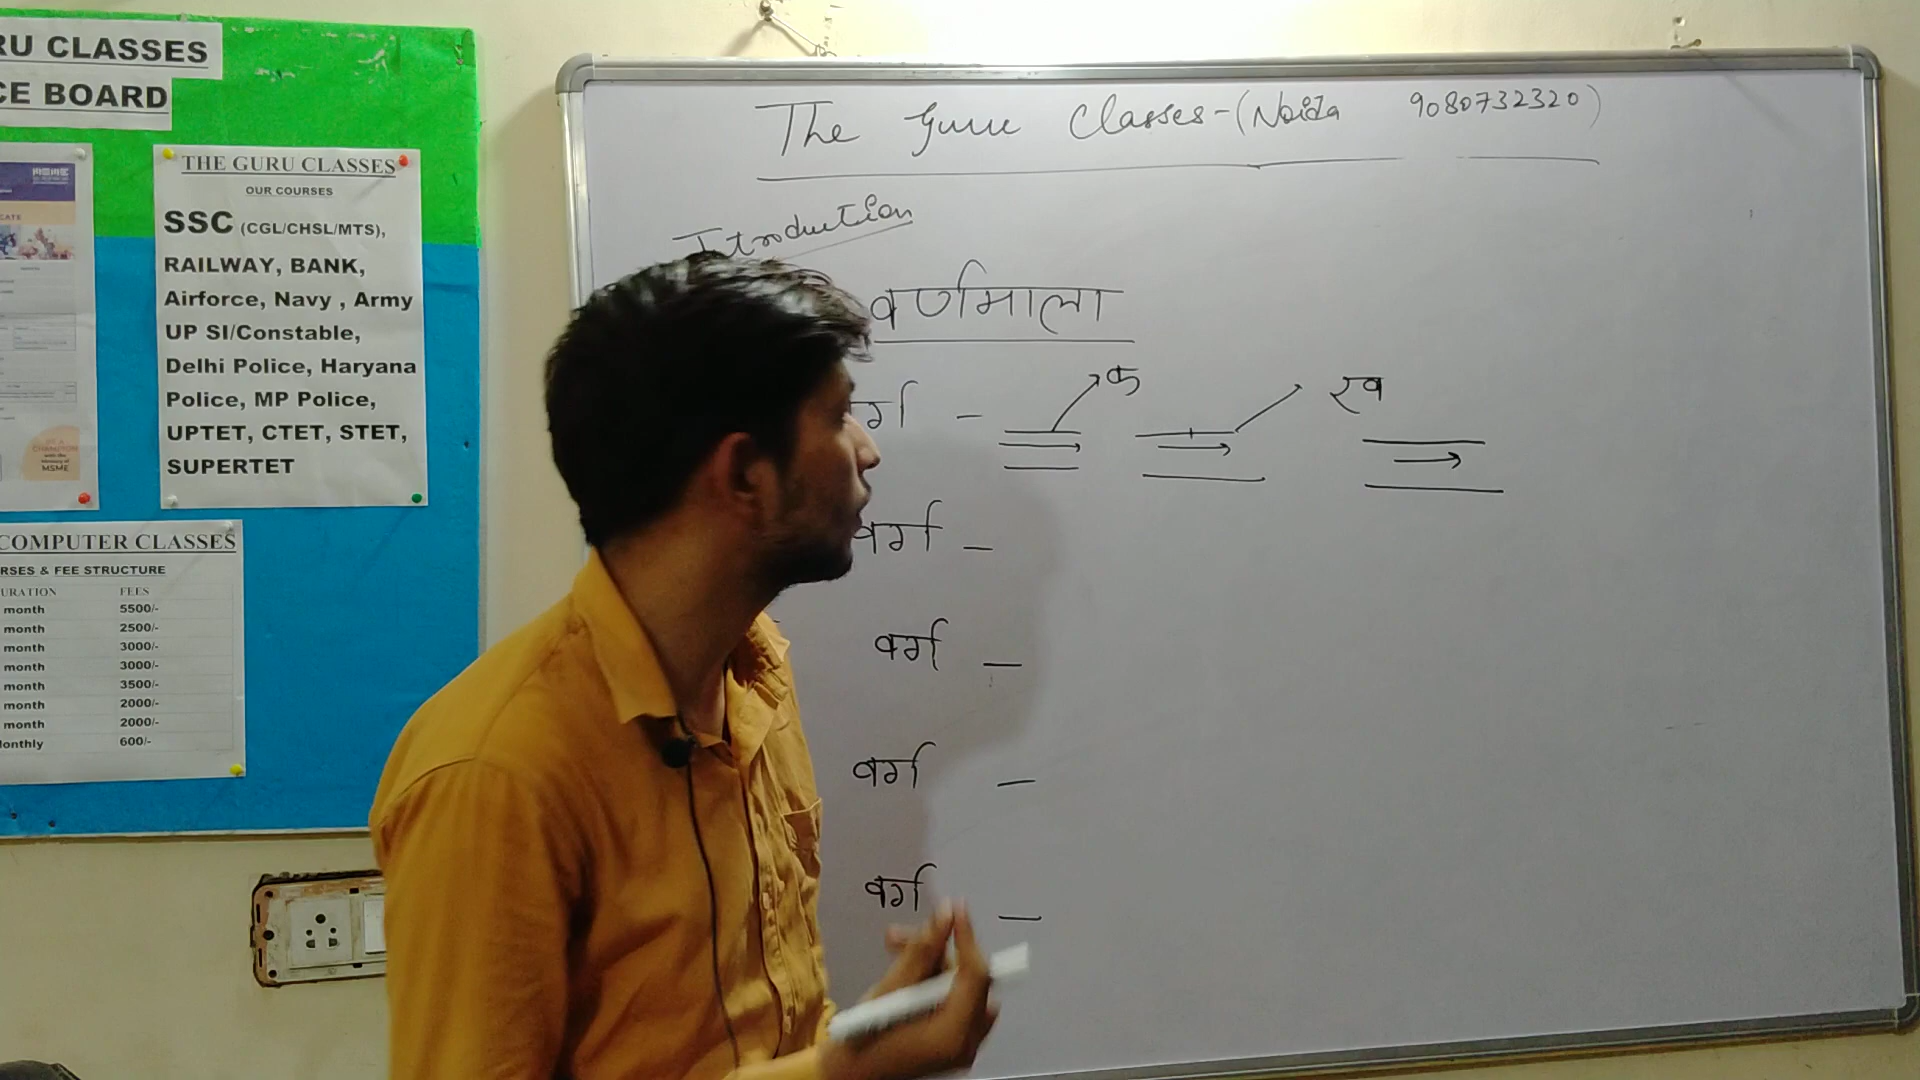 RU CLASSES
CE BOARD
THE GURU CLASSES
OUR COURSES
SSC (CGL/CHSL/MTS),
RAILWAY, BANK,
Airforce, Navy , Army
UP SI/Constable,
Delhi Police, Haryana
Police, MP Police,
UPTET, CTET, STET,
SUPERTET
MSME
COMPUTER CLASSES
RSES & FEE STRUCTURE
URATION FEES
month 5500/-
month 2500/-
month 3000/-
month 3000/-
month 3500/-
month 2000/-
month 2000/-
onthly 600/-
The Guru Classes-(Noida 9080732320)
Itroduction
वर्णमाला
र्ग - क ख
वर्ग -
वर्ग -
वर्ग -
वर्ग -